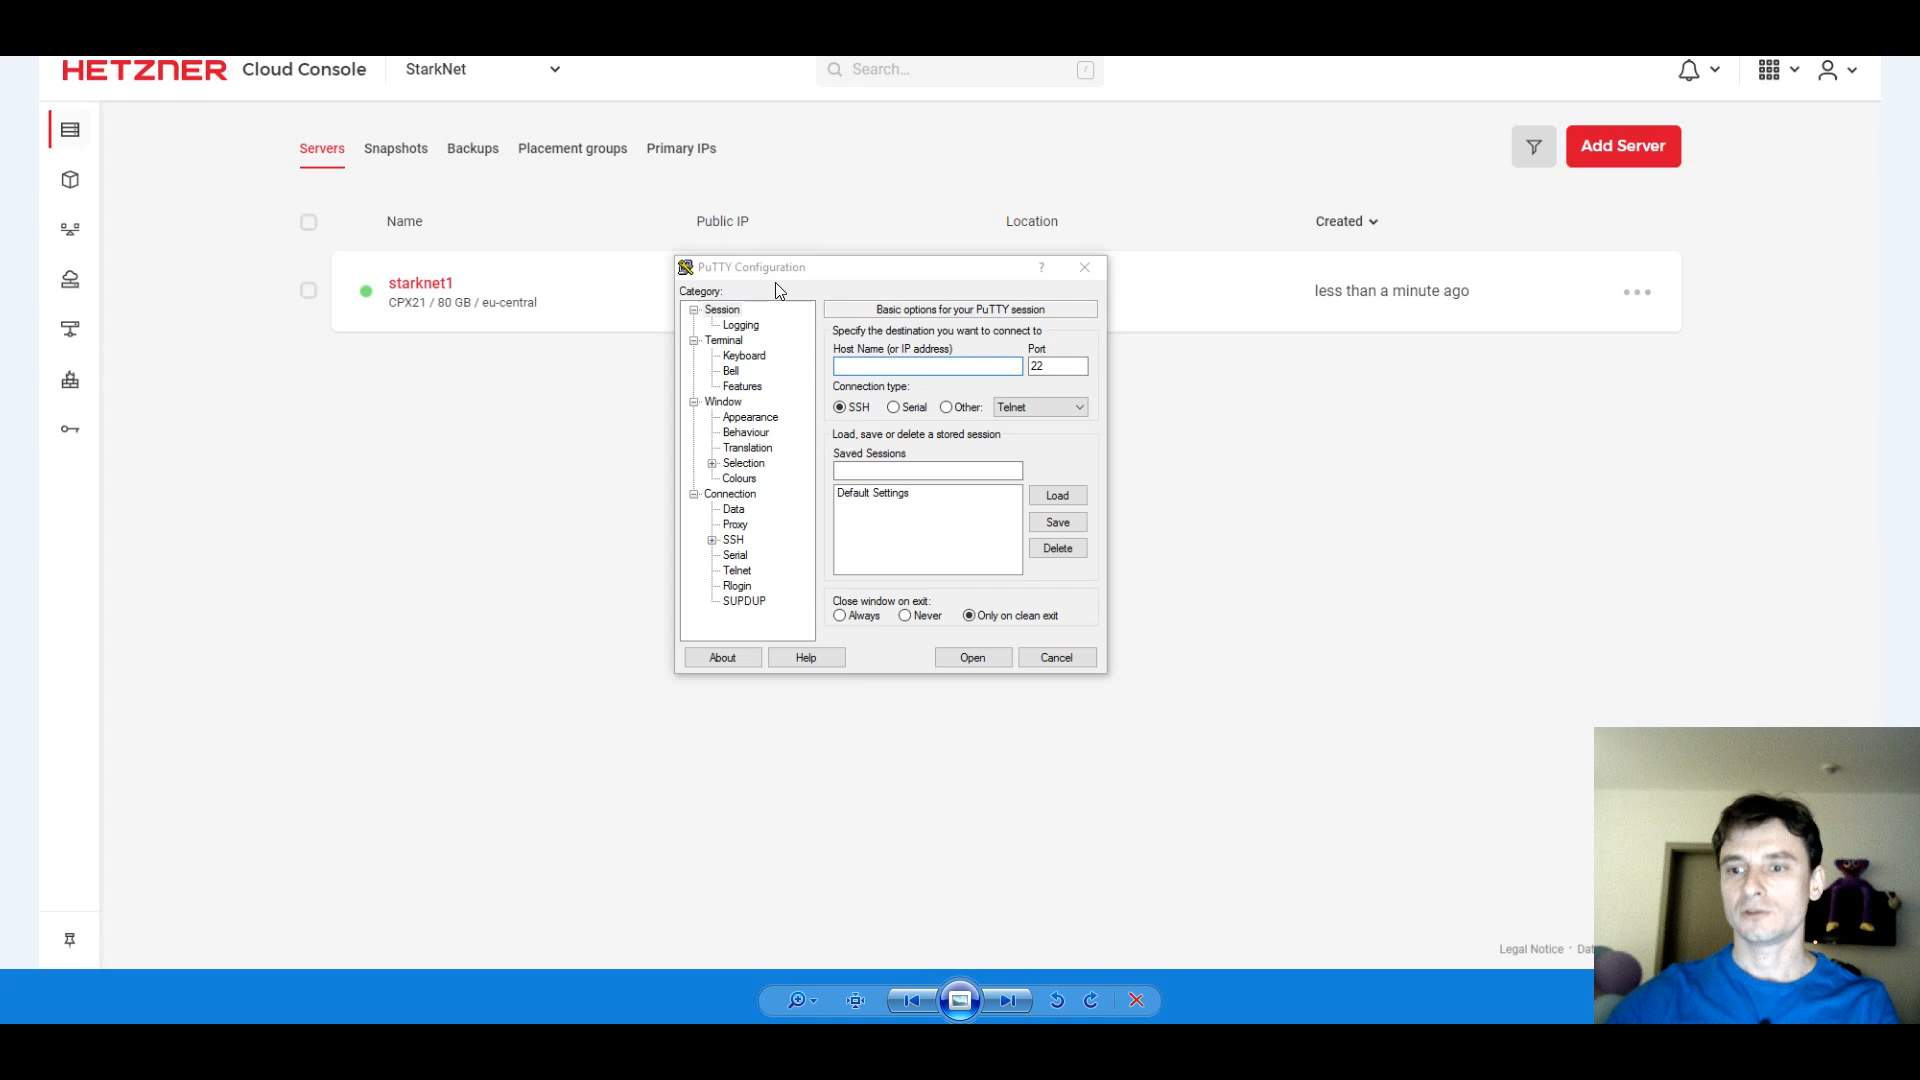 HETZNER Cloud Console StarkNet Search... /
Servers Snapshots Backups Placement groups Primary IPs Add Server
Name Public IP Location Created
starknet1 less than a minute ago
CPX21 / 80 GB / eu-central
PuTTY Configuration ?
Category:
Session
Logging
Terminal
Keyboard
Bell
Features
Window
Appearance
Behaviour
Translation
Selection
Colours
Connection
Data
Proxy
SSH
Serial
Telnet
Rlogin
SUPDUP
Basic options for your PuTTY session
Specify the destination you want to connect to
Host Name (or IP address) Port
22
Connection type:
SSH Serial Other: Telnet
Load, save or delete a stored session
Saved Sessions
Default Settings
Load
Save
Delete
Close window on exit:
Always Never Only on clean exit
About Help Open Cancel
Legal Notice ·